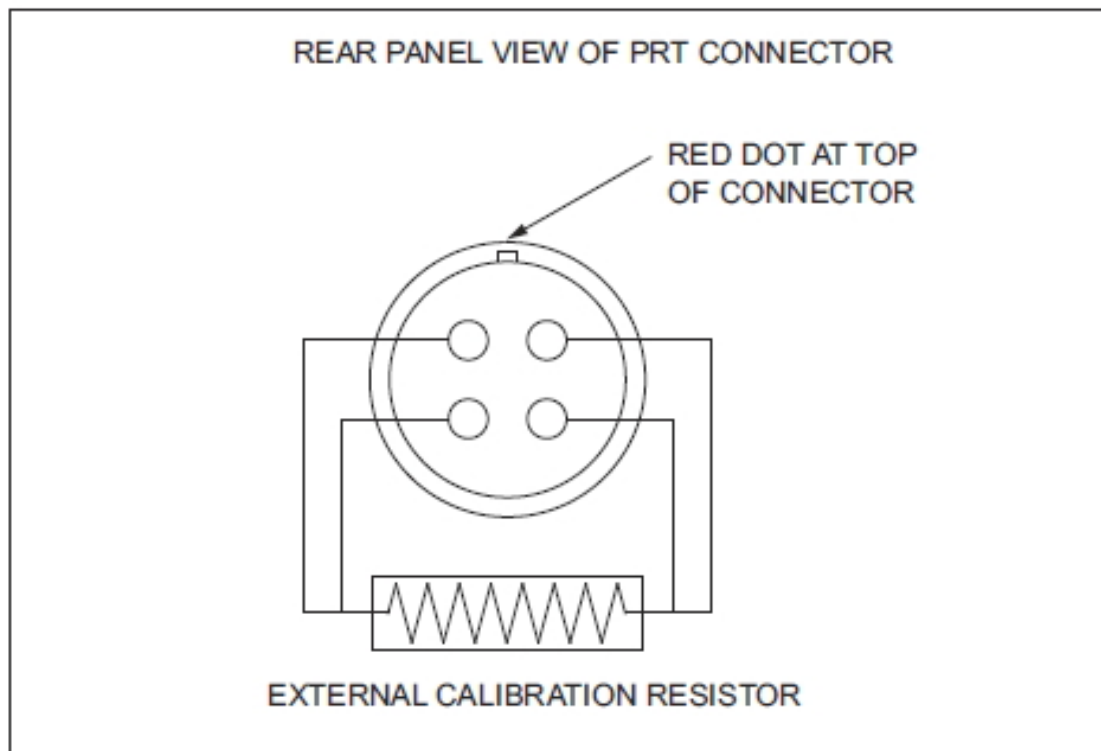 REAR PANEL VIEW OF PRT CONNECTOR
RED DOT AT TOP
OF CONNECTOR
EXTERNAL CALIBRATION RESISTOR